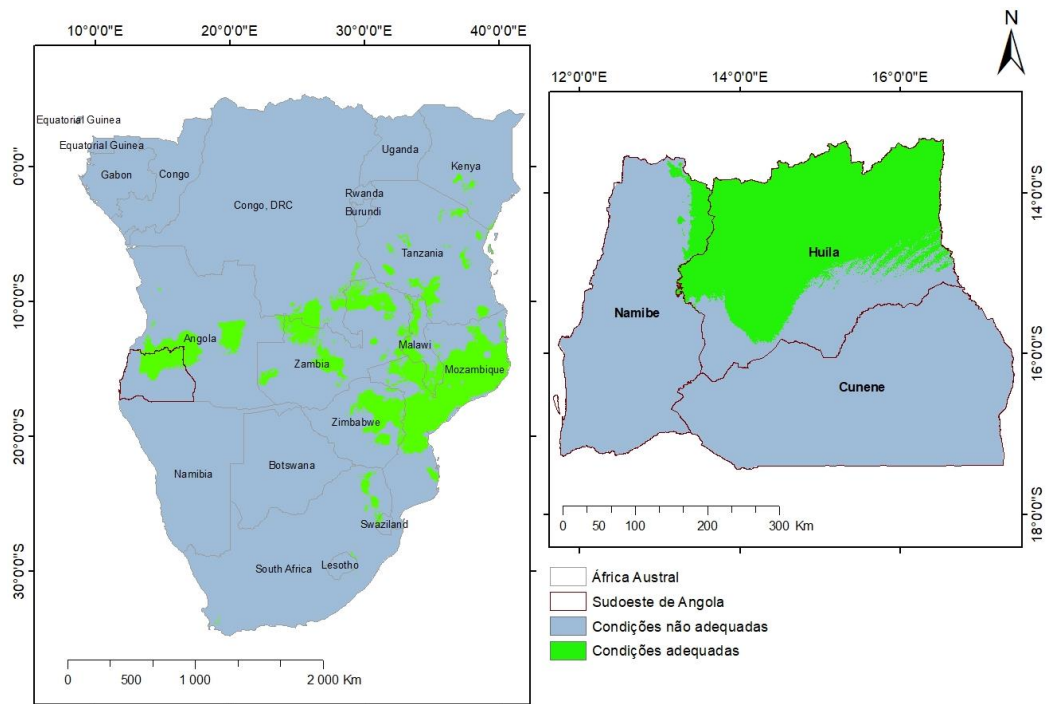 10°0'0"E 20°0'0"E 30°0'0"E 40°0'0"E
0°0'0"
10°0'0"S
20°0'0"S
30°0'0"S
Equatorial Guinea
Equatorial Guinea
Gabon
Congo
Uganda
Kenya
Rwanda
Burundi
Congo, DRC
Tanzania
Angola
Malawi
Zambia
Mozambique
Zimbabwe
Namibia
Botswana
Swaziland
South Africa
Lesotho
0 500 1 000 2 000 Km
N
12°0'0"E 14°0'0"E 16°0'0"E
14°0'0"S
16°0'0"S
18°0'0"S
Huila
Namibe
Cunene
0 50 100 200 300 Km
África Austral
Sudoeste de Angola
Condições não adequadas
Condições adequadas